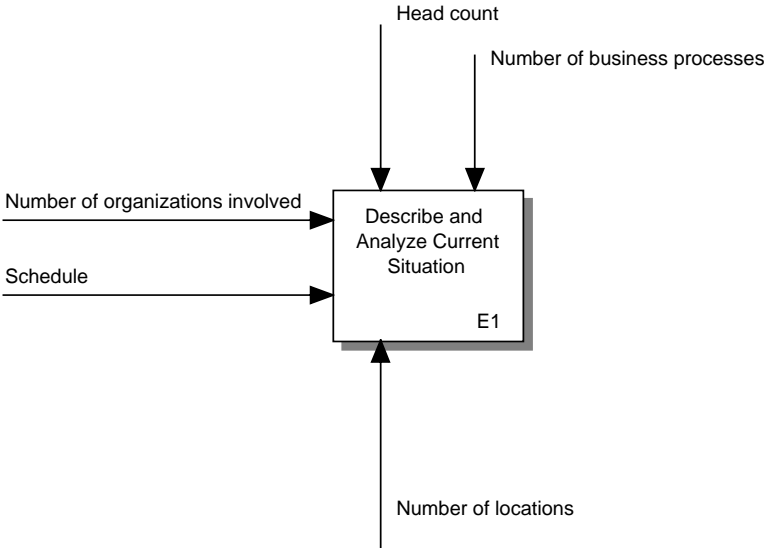 Head count
Number of business processes
Number of organizations involved
Describe and
Analyze Current
Situation
Schedule
E1
Number of locations